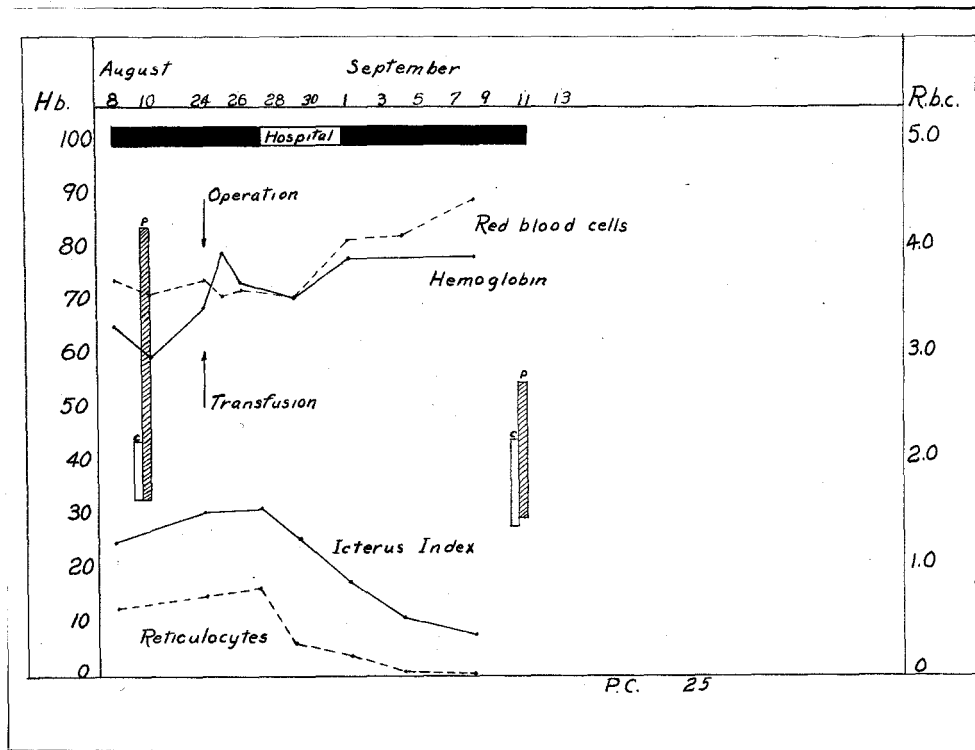 August September
Hb. 8 10 24 26 28 30 1 3 5 7 9 11 13 R.b.c.
100 Hospital 5.0
90 Operation
P Red blood cells
80 4.0
Hemoglobin
70
60 3.0
P
50 Transfusion
C C
40 2.0
30
Icterus Index
20 1.0
10
Reticulocytes
0 0
P.C. 25